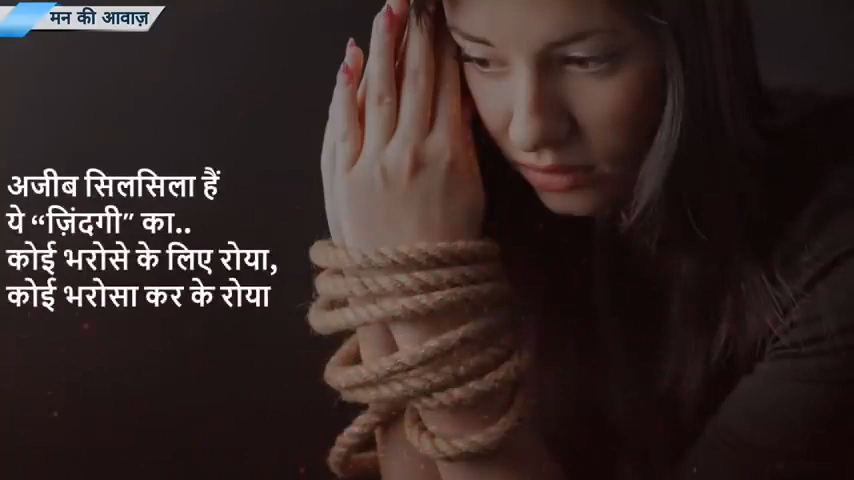 मन की आवाज़
अजीब सिलसिला हैं
ये “ज़िंदगी” का..
कोई भरोसे के लिए रोया,
कोई भरोसा कर के रोया